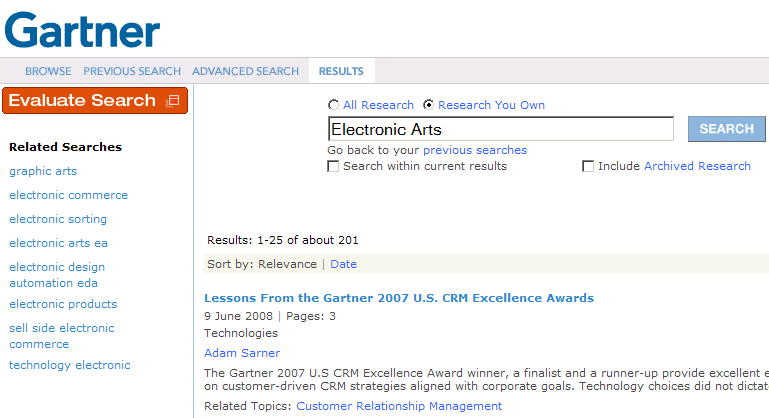 Gartner
BROWSE PREVIOUS SEARCH ADVANCED SEARCH RESULTS
Evaluate Search
Related Searches
graphic arts
electronic commerce
electronic sorting
electronic arts ea
electronic design
automation eda
electronic products
sell side electronic
commerce
technology electronic
All Research Research You Own
Electronic Arts SEARCH
Go back to your previous searches
Search within current results Include Archived Research
Results: 1-25 of about 201
Sort by: Relevance | Date
Lessons From the Gartner 2007 U.S. CRM Excellence Awards
9 June 2008 | Pages: 3
Technologies
Adam Sarner
The Gartner 2007 U.S CRM Excellence Award winner, a finalist and a runner-up provide excellent
on customer-driven CRM strategies aligned with corporate goals. Technology choices did not
Related Topics: Customer Relationship Management